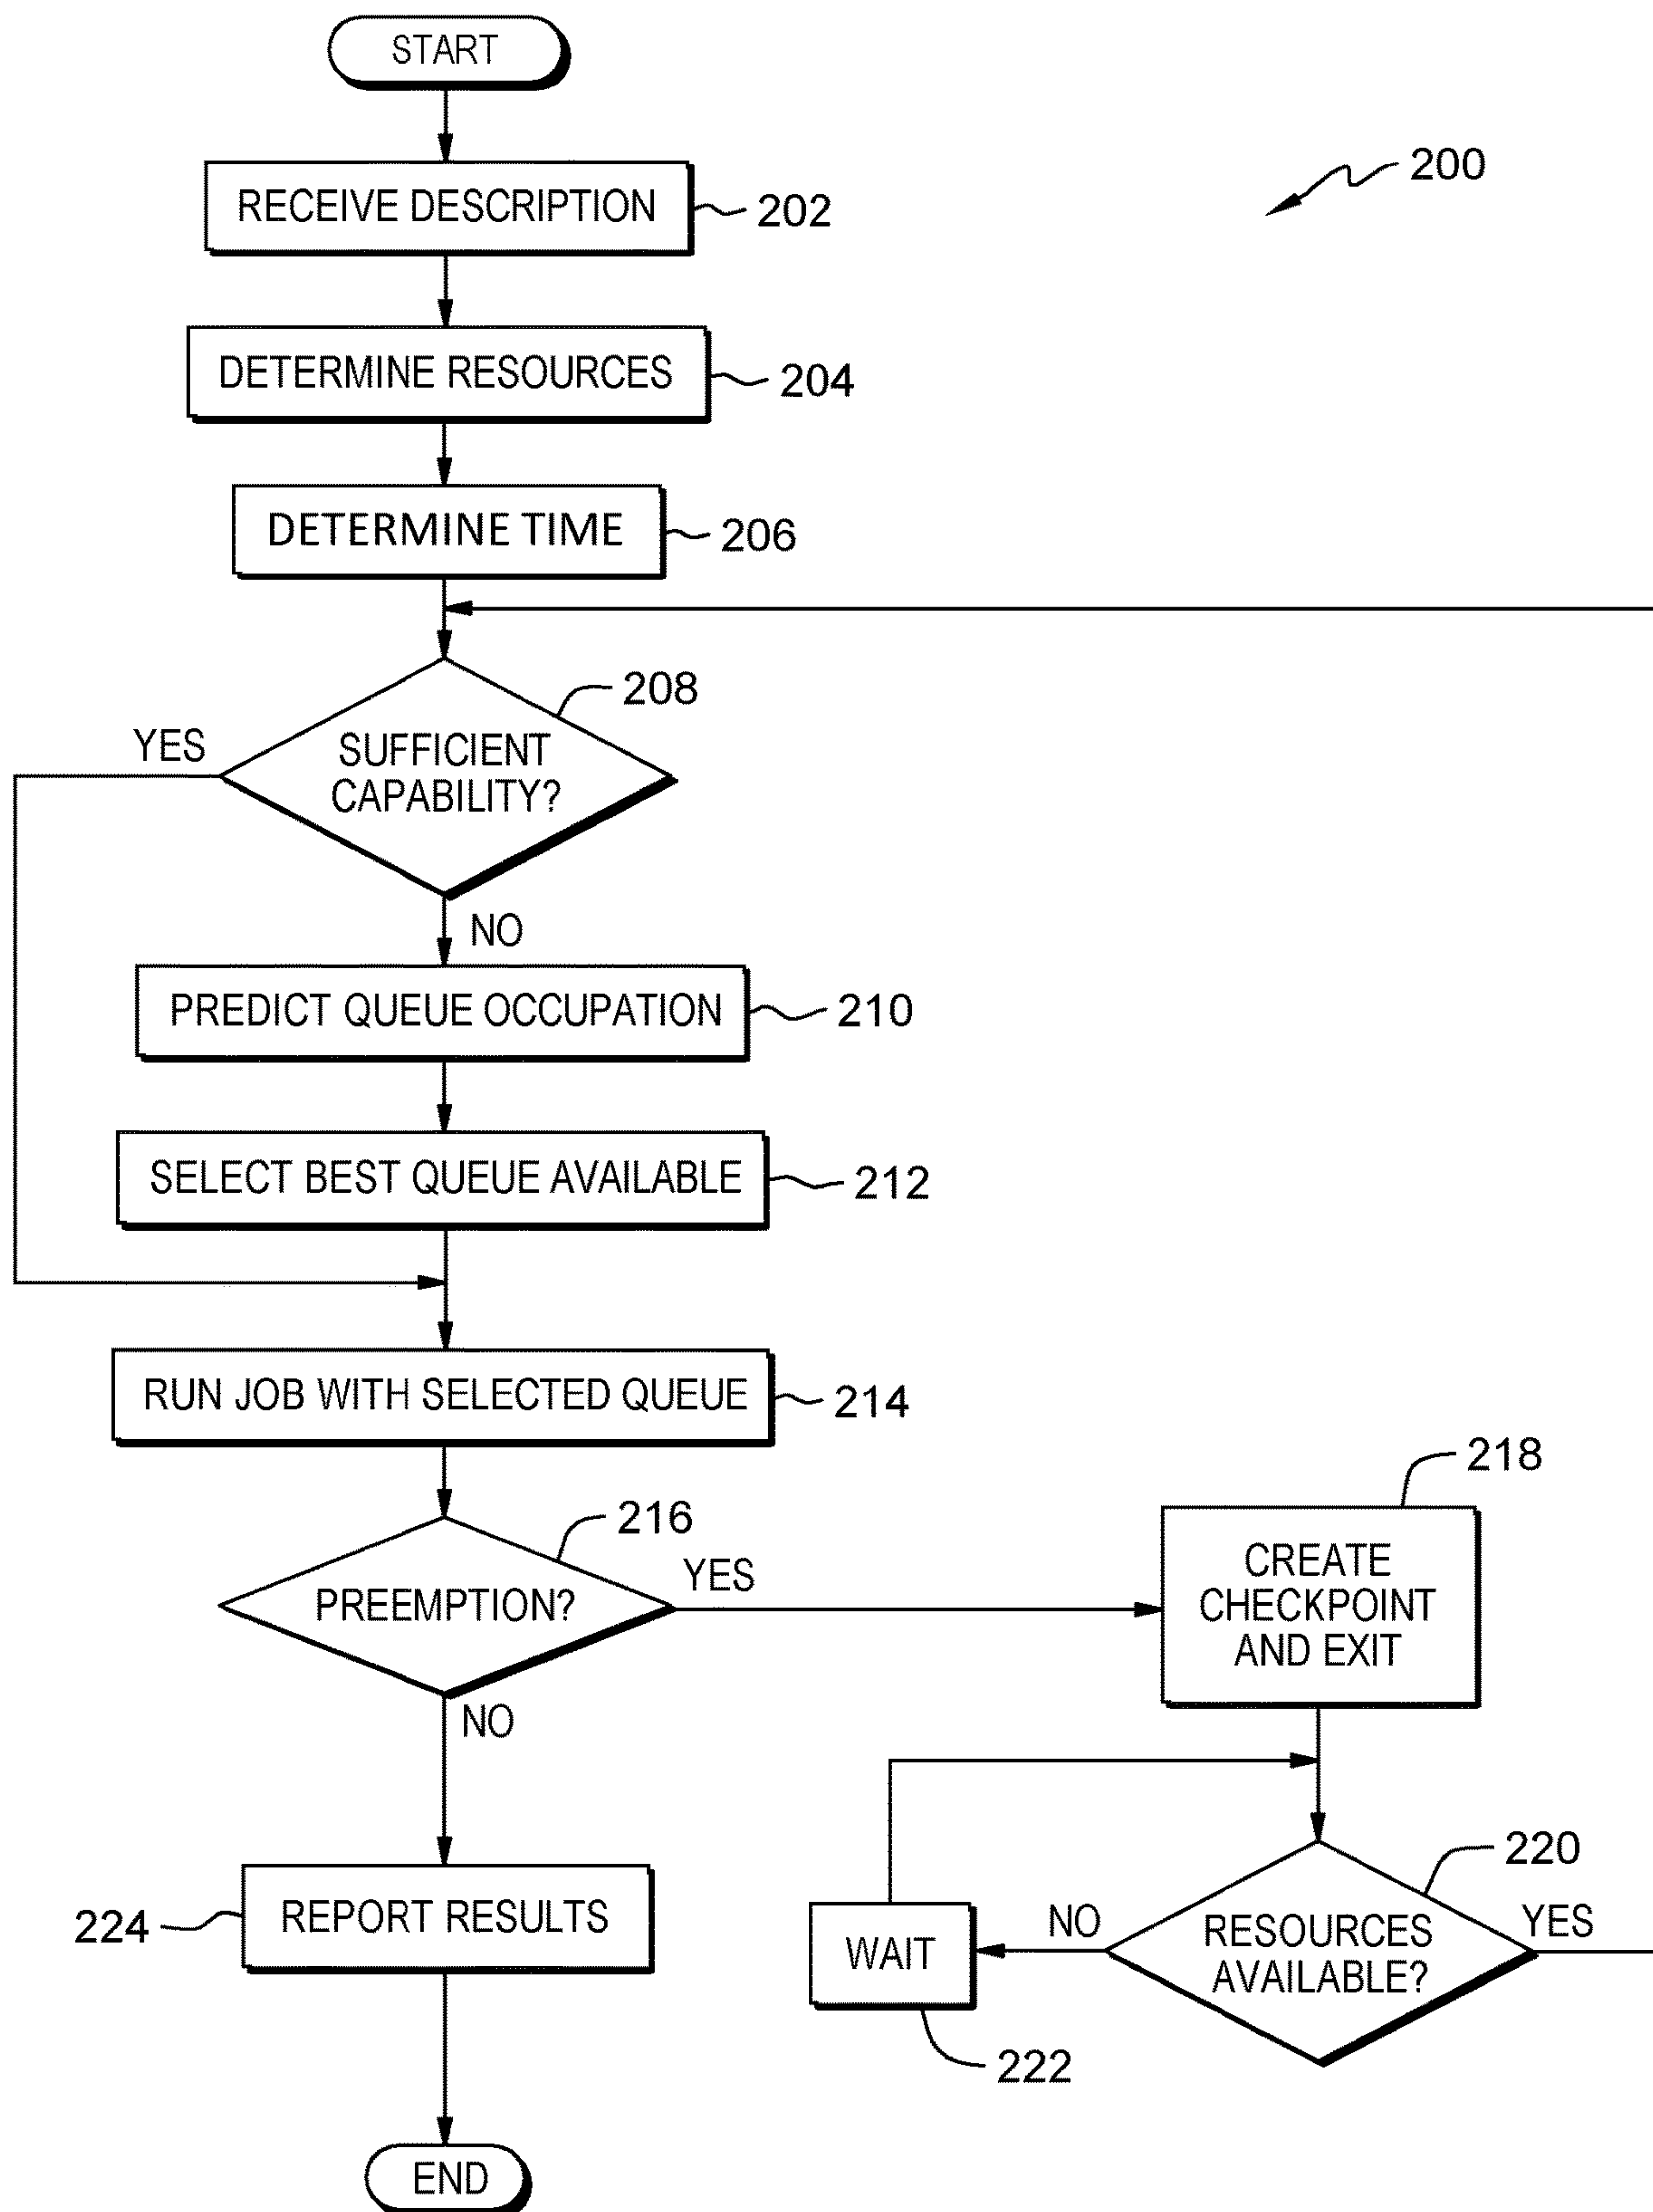 START
200
RECEIVE DESCRIPTION
202
DETERMINE RESOURCES
204
DETERMINE TIME
206
208
YES
SUFFICIENT
CAPABILITY?
NO
PREDICT QUEUE OCCUPATION
210
SELECT BEST QUEUE AVAILABLE
212
RUN JOB WITH SELECTED QUEUE
214
216
PREEMPTION?
YES
NO
218
CREATE
CHECKPOINT
AND EXIT
220
RESOURCES
AVAILABLE?
NO
YES
WAIT
222
224
REPORT RESULTS
END